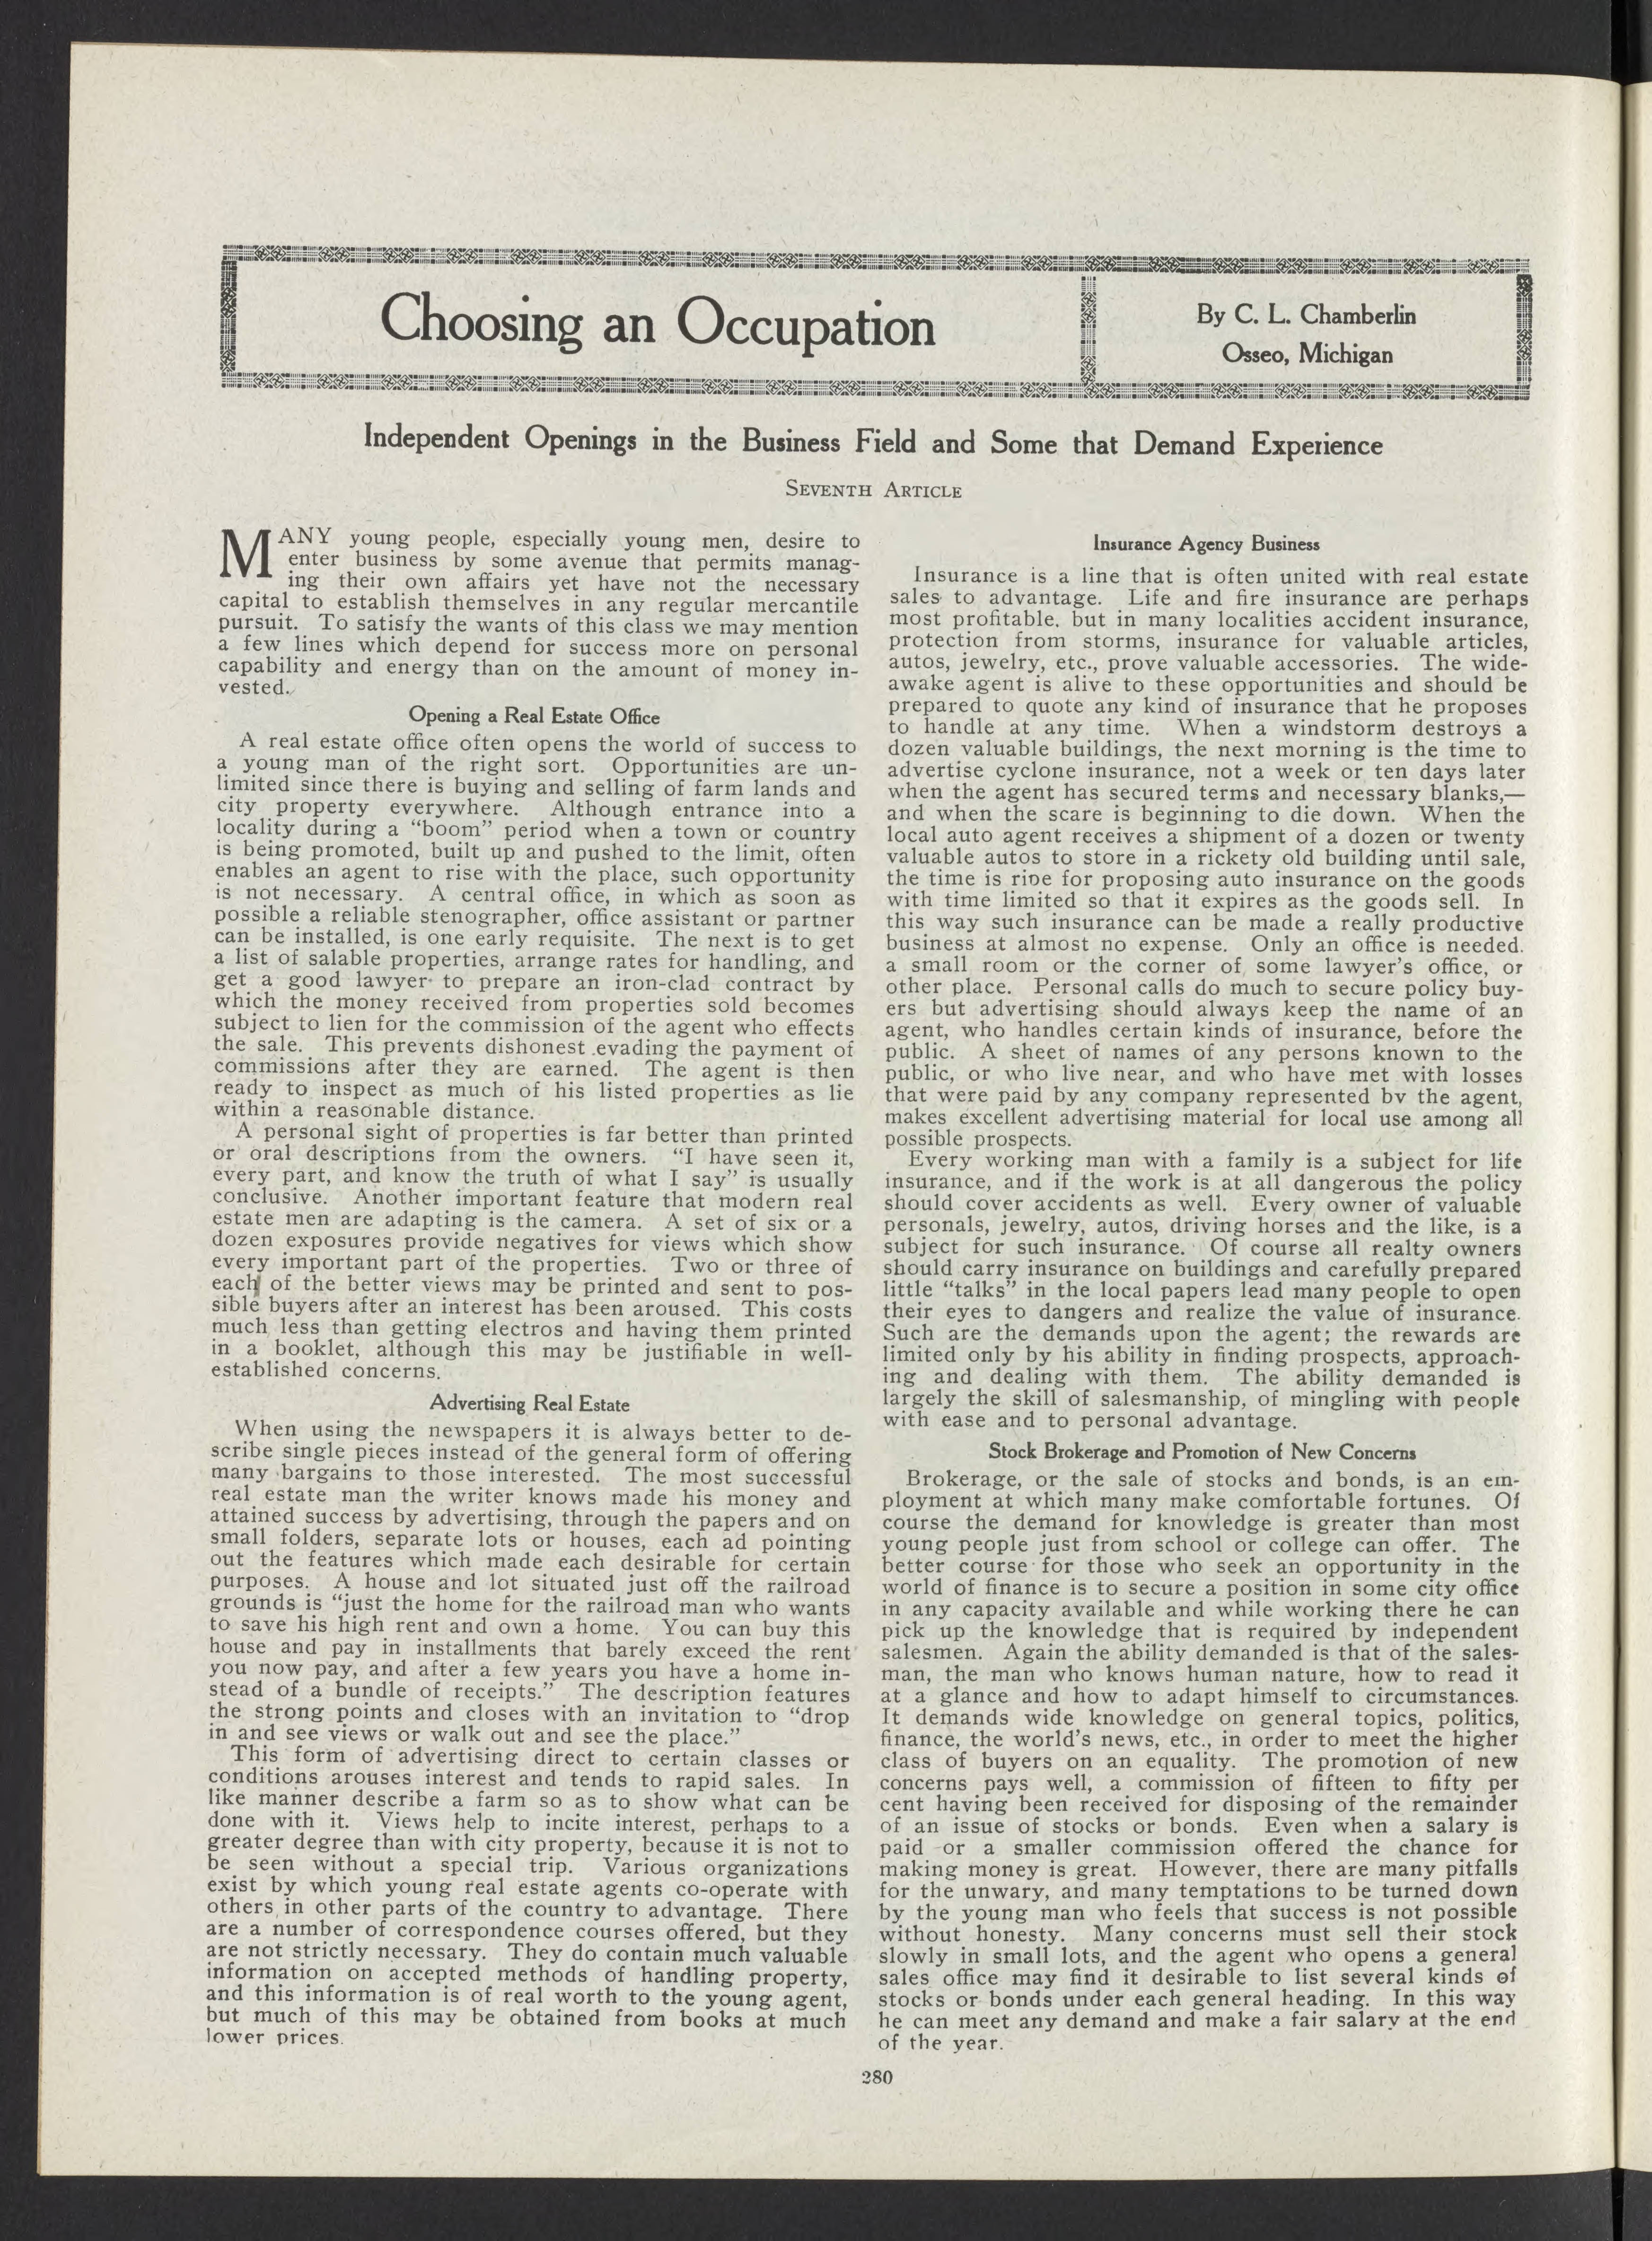 Choosing an Occupation
By C. L. Chamberlin
Osseo, Michigan
Independent Openings in the Business Field and Some that Demand Experience
SEVENTH ARTICLE
MANY young people, especially young men, desire to
enter business by some avenue that permits manag-
ing their own affairs yet have not the necessary
capital to establish themselves in any regular mercantile
pursuit. To satisfy the wants of this class we may mention
a few lines which depend for success more on personal
capability and energy than on the amount of money in-
vested.
Opening a Real Estate Office
A real estate office often opens the world of success to
a young man of the right sort. Opportunities are un-
limited since there is buying and selling of farm lands and
city property everywhere. Although entrance into a
locality during a "boom" period when a town or country
is being promoted, built up and pushed to the limit, often
enables an agent to rise with the place, such opportunity
is not necessary. A central office, in which as soon as
possible a reliable stenographer, office assistant or partner
can be installed, is one early requisite. The next is to get
a list of salable properties, arrange rates for handling, and
get a good lawyer to prepare an iron-clad contract by
which the money received from properties sold becomes
subject to lien for the commission of the agent who effects
the sale. This prevents dishonest evading the payment of
commissions after they are earned. The agent is then
ready to inspect as much of his listed properties as lie
within a reasonable distance.
A personal sight of properties is far better than printed
or oral descriptions from the owners. "I have seen it,
every part, and know the truth of what I say" is usually
conclusive. Another important feature that modern real
estate men are adapting is the camera. A set of six or a
dozen exposures provide negatives for views which show
every important part of the properties. Two or three of
each of the better views may be printed and sent to pos-
sible buyers after an interest has been aroused. This costs
much less than getting electros and having them printed
in a booklet, although this may be justifiable in well-
established concerns.
Advertising Real Estate
When using the newspapers it is always better to de-
scribe single pieces instead of the general form of offering
many bargains to those interested. The most successful
real estate man the writer knows made his money and
attained success by advertising, through the papers and on
small folders, separate lots or houses, each ad pointing
out the features which made each desirable for certain
purposes. A house and lot situated just off the railroad
grounds is "just the home for the railroad man who wants
to save his high rent and own a home. You can buy this
house and pay in installments that barely exceed the rent
you now pay, and after a few years you have a home in-
stead of a bundle of receipts." The description features
the strong points and closes with an invitation to "drop
in and see views or walk out and see the place."
This form of advertising direct to certain classes or
conditions arouses interest and tends to rapid sales. In
like manner describe a farm so as to show what can be
done with it. Views help to incite interest, perhaps to a
greater degree than with city property, because it is not to
be seen without a special trip. Various organizations
exist by which young real estate agents co-operate with
others in other parts of the country to advantage. There
are a number of correspondence courses offered, but they
are not strictly necessary. They do contain much valuable
information on accepted methods of handling property,
and this information is of real worth to the young agent,
but much of this may be obtained from books at much
lower prices.
Insurance Agency Business
Insurance is a line that is often united with real estate
sales to advantage. Life and fire insurance are perhaps
most profitable, but in many localities accident insurance,
protection from storms, insurance for valuable articles,
autos, jewelry, etc., prove valuable accessories. The wide-
awake agent is alive to these opportunities and should be
prepared to quote any kind of insurance that he proposes
to handle at any time. When a windstorm destroys a
dozen valuable buildings, the next morning is the time to
advertise cyclone insurance, not a week or ten days later
when the agent has secured terms and necessary blanks,—
and when the scare is beginning to die down. When the
local auto agent receives a shipment of a dozen or twenty
valuable autos to store in a rickety old building until sale,
the time is ripe for proposing auto insurance on the goods
with time limited so that it expires as the goods sell. In
this way such insurance can be made a really productive
business at almost no expense. Only an office is needed,
a small room or the corner of some lawyer's office, or
other place. Personal calls do much to secure policy buy-
ers but advertising should always keep the name of an
agent, who handles certain kinds of insurance, before the
public. A sheet of names of any persons known to the
public, or who live near, and who have met with losses
that were paid by any company represented by the agent,
makes excellent advertising material for local use among all
possible prospects.
Every working man with a family is a subject for life
insurance, and if the work is at all dangerous the policy
should cover accidents as well. Every owner of valuable
personals, jewelry, autos, driving horses and the like, is a
subject for such insurance. Of course all realty owners
should carry insurance on buildings and carefully prepared
little "talks" in the local papers lead many people to open
their eyes to dangers and realize the value of insurance.
Such are the demands upon the agent; the rewards are
limited only by his ability in finding prospects, approach-
ing and dealing with them. The ability demanded is
largely the skill of salesmanship, of mingling with people
with ease and to personal advantage.
Stock Brokerage and Promotion of New Concerns
Brokerage, or the sale of stocks and bonds, is an em-
ployment at which many make comfortable fortunes. Of
course the demand for knowledge is greater than most
young people just from school or college can offer. The
better course for those who seek an opportunity in the
world of finance is to secure a position in some city office
in any capacity available and while working there he can
pick up the knowledge that is required by independent
salesmen. Again the ability demanded is that of the sales-
man, the man who knows human nature, how to read it
at a glance and how to adapt himself to circumstances.
It demands wide knowledge on general topics, politics,
finance, the world's news, etc., in order to meet the higher
class of buyers on an equality. The promotion of new
concerns pays well, a commission of fifteen to fifty per
cent having been received for disposing of the remainder
of an issue of stocks or bonds. Even when a salary is
paid or a smaller commission offered the chance for
making money is great. However, there are many pitfalls
for the unwary, and many temptations to be turned down
by the young man who feels that success is not possible
without honesty. Many concerns must sell their stock
slowly in small lots, and the agent who opens a general
sales office may find it desirable to list several kinds of
stocks or bonds under each general heading. In this way
he can meet any demand and make a fair salary at the end
of the year.
280